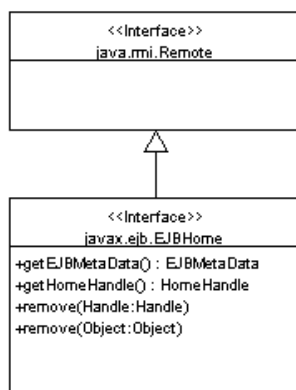 <<Interface>>
java.rmi.Remote
<<Interface>>
javax.ejb.EJBHome
+getEJBMetaData() : EJBMetaData
+getHomeHandle() : HomeHandle
+remove(Handle:Handle)
+remove(Object:Object)